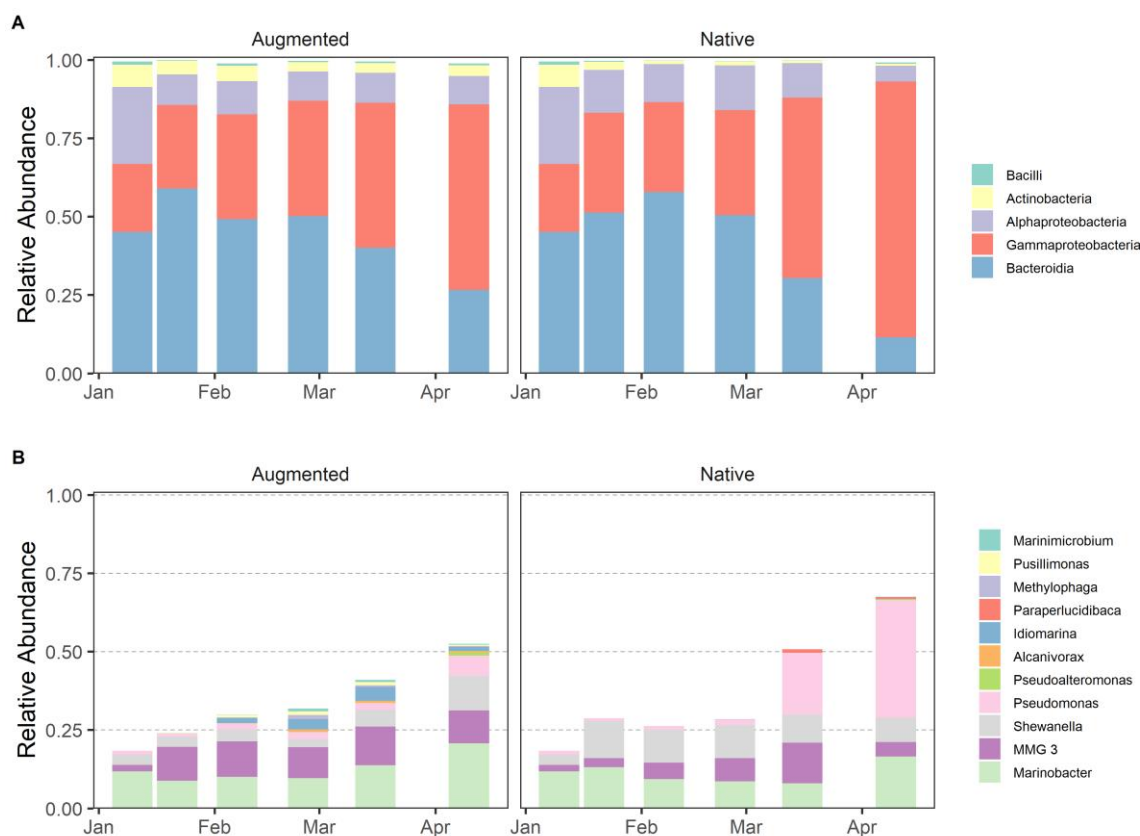 A
Augmented
Native
1.00
0.75
0.50
0.25
0.00
Relative Abundance
Jan Feb Mar Apr
Jan Feb Mar Apr
Bacilli
Actinobacteria
Alphaproteobacteria
Gammaproteobacteria
Bacteroidia
B
Augmented
Native
1.00
0.75
0.50
0.25
0.00
Relative Abundance
Jan Feb Mar Apr
Jan Feb Mar Apr
Marinimicrobium
Pusillimonas
Methylophaga
Paraperlucidibaca
Idiomarina
Alcanivorax
Pseudoalteromonas
Pseudomonas
Shewanella
MMG 3
Marinobacter